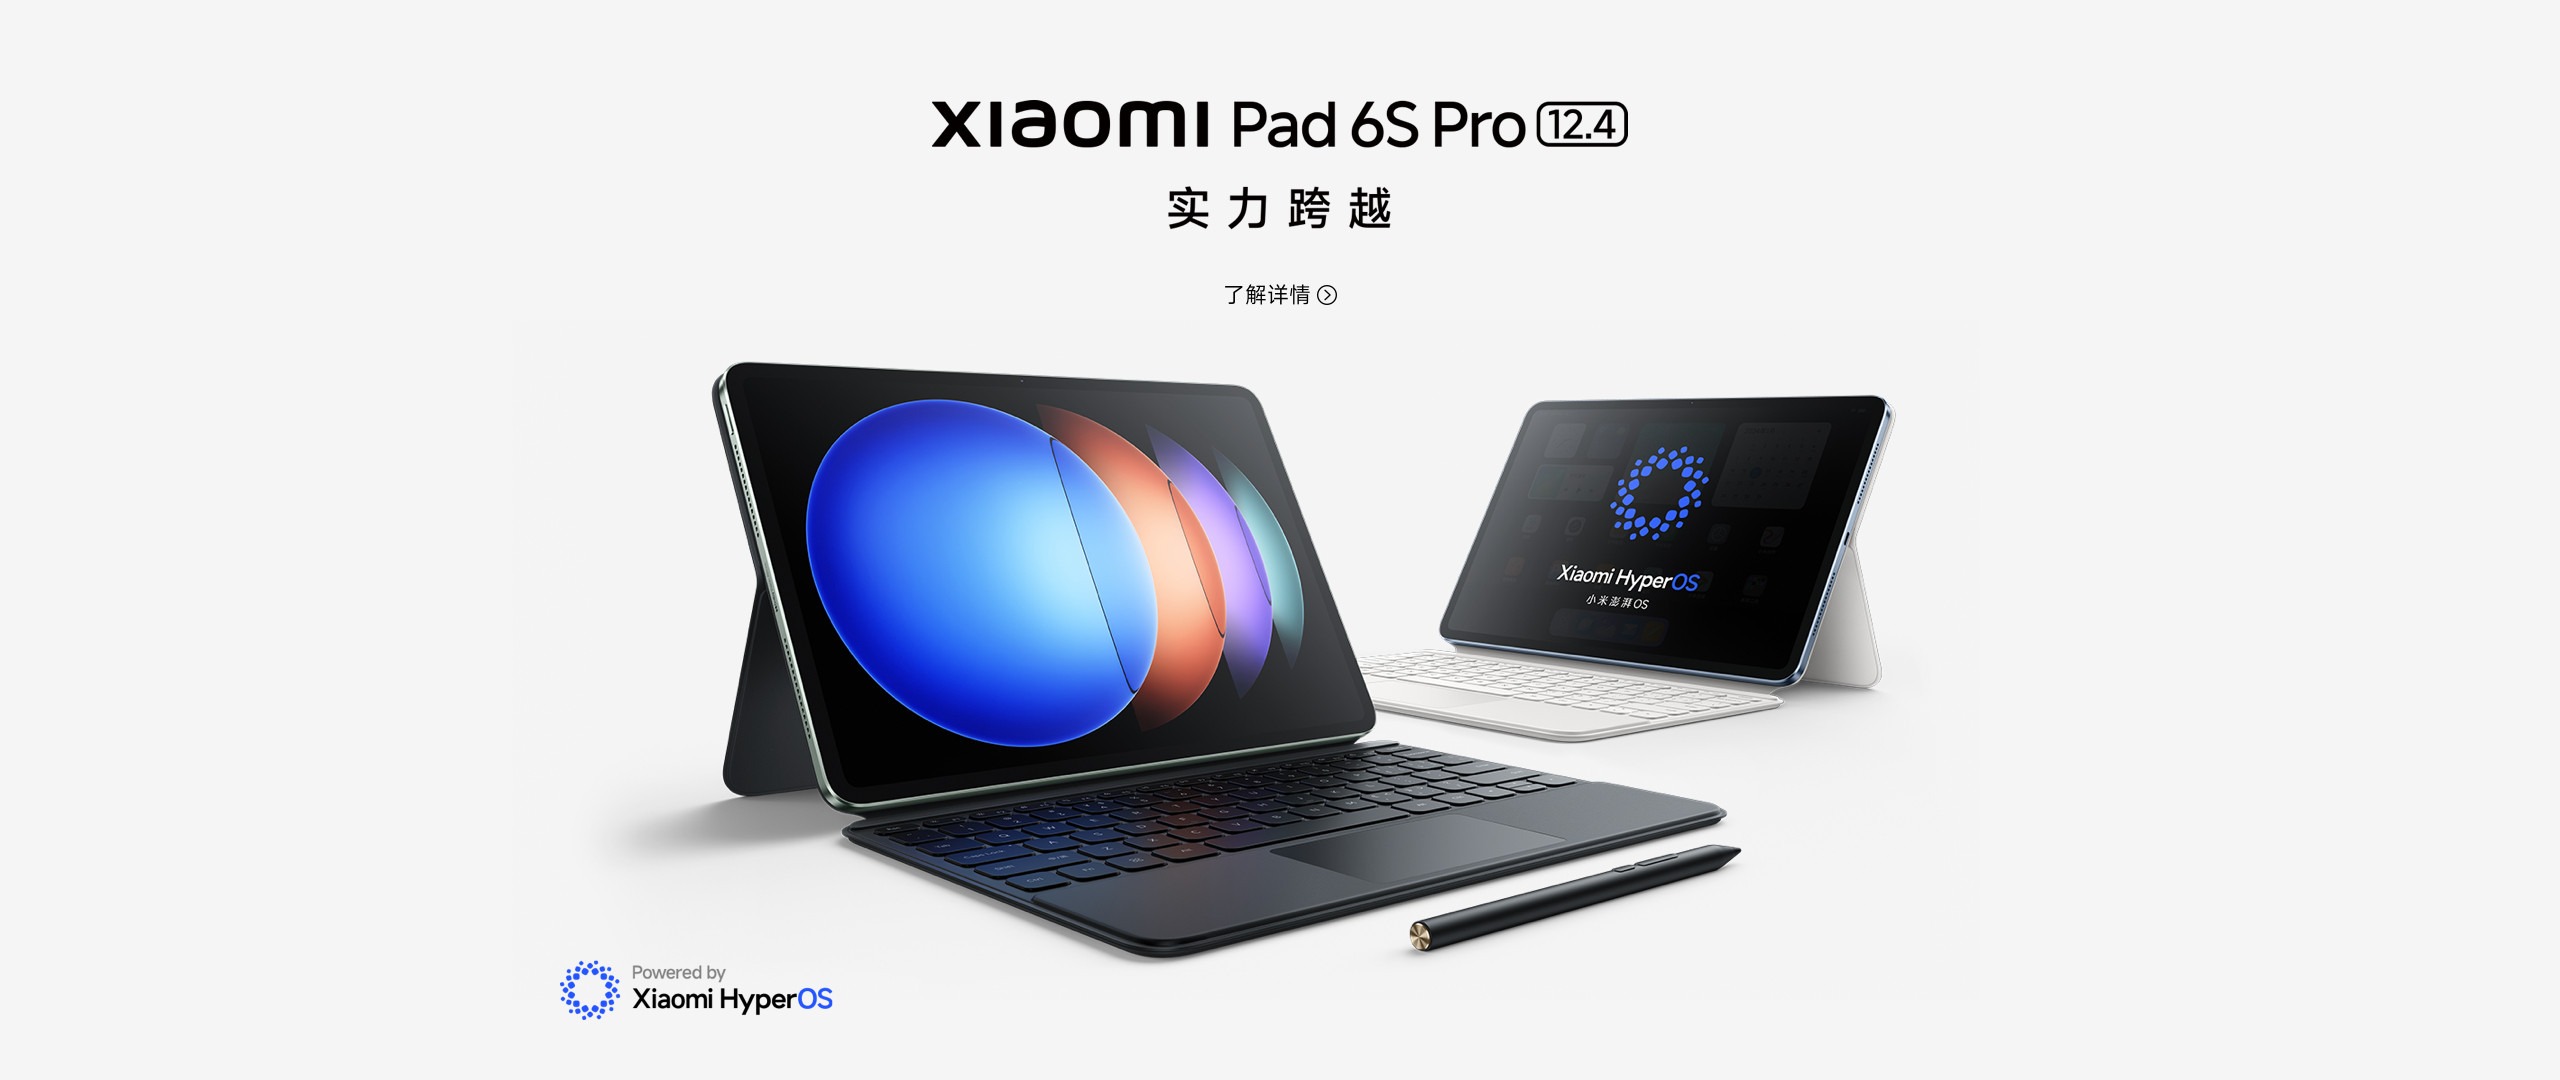 xiaomi Pad 6S Pro 12.4
实力跨越
了解详情
Xiaomi HyperOS
小米澎湃OS
Powered by
Xiaomi HyperOS